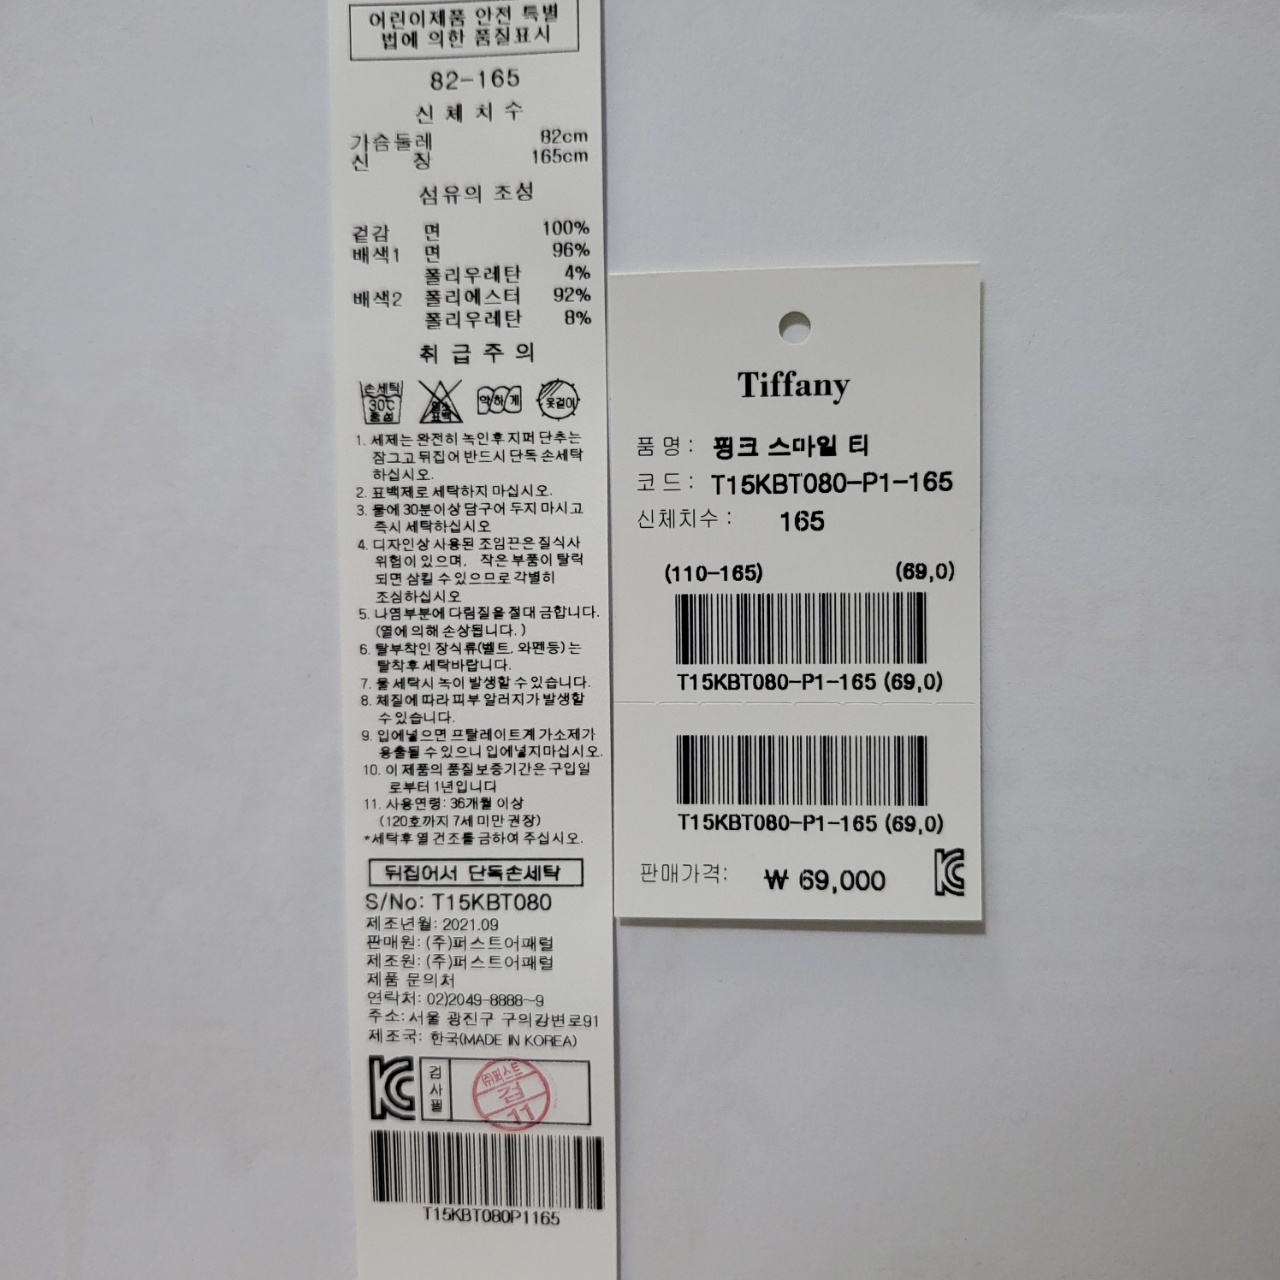 어린이제품 안전 특별
법에 의한 품질표시
82-165
신 체 치 수
가슴둘레 82cm
신 장 165cm
섬유의 조성
겉감 면 100%
배색1 면 96%
폴리우레탄 4%
배색2 폴리에스터 92%
폴리우레탄 8%
취 급 주 의
손세탁 30℃ 중성
염소 표백
약하게
옷걸이
1. 세제는 완전히 녹인후 지퍼 단추는
잠그고 뒤집어 반드시 단독 손세탁
하십시오.
2. 표백제로 세탁하지 마십시오.
3. 물에 30분이상 담구어 두지 마시고
즉시 세탁하십시오
4. 디자인상 사용된 조임끈은 질식사
위험이 있으며, 작은 부품이 탈락
되면 삼킬 수 있으므로 각별히
조심하십시오
5. 나염부분에 다림질을 절대 금합니다.
(열에 의해 손상됩니다.)
6. 탈부착인 장식류(벨트, 와펜등) 는
탈착후 세탁바랍니다.
7. 물 세탁시 녹이 발생할 수 있습니다.
8. 체질에 따라 피부 알러지가 발생할
수 있습니다.
9. 입에넣으면 프탈레이트계 가소제가
용출될 수 있으니 입에넣지마십시오.
10. 이 제품의 품질보증기간은 구입일
로부터 1년입니다
11. 사용연령: 36개월 이상
(120호까지 7세 미만 권장)
*세탁후 열 건조를 금하여 주십시오.
뒤집어서 단독손세탁
S/No: T15KBT080
제조년월: 2021.09
판매원: (주)퍼스트어패럴
제조원: (주)퍼스트어패럴
제품 문의처
연락처: 02)2049-8888~9
주소: 서울 광진구 구의강변로91
제조국: 한국(MADE IN KOREA)
KC
검사필
(주)퍼스트
검
11
T15KBT080P1165
Tiffany
품 명 : 핑크 스마일 티
코 드 : T15KBT080-P1-165
신체치수 : 165
(110-165) (69,0)
T15KBT080-P1-165 (69,0)
T15KBT080-P1-165 (69,0)
판매가격: ₩ 69,000
KC